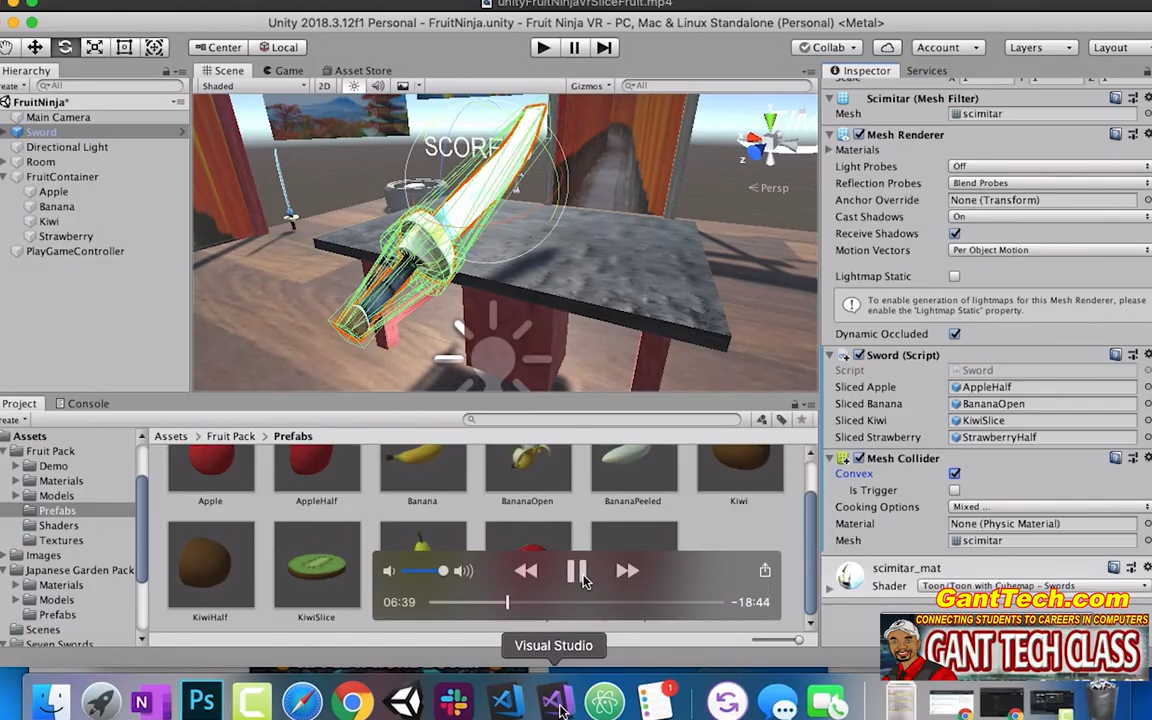 unityFruitNinjaVrSliceFruit.mp4
Unity 2018.3.12f1 Personal - FruitNinja.unity - Fruit Ninja VR - PC, Mac & Linux Standalone (Personal) <Metal>
Center Local Collab Account Layers Layout
Hierarchy Scene Game Asset Store Inspector Services
All Shaded 2D Gizmos All
FruitNinja*
Main Camera
Sword
Directional Light
Room
FruitContainer
Apple
Banana
Kiwi
Strawberry
PlayGameController
SCORE
Persp
Scimitar (Mesh Filter)
Mesh scimitar
Mesh Renderer
Materials
Light Probes Off
Reflection Probes Blend Probes
Anchor Override None (Transform)
Cast Shadows On
Receive Shadows
Motion Vectors Per Object Motion
Lightmap Static
To enable generation of lightmaps for this Mesh Renderer, please
enable the 'Lightmap Static' property.
Dynamic Occluded
Sword (Script)
Script Sword
Sliced Apple AppleHalf
Sliced Banana BananaOpen
Sliced Kiwi KiwiSlice
Sliced Strawberry StrawberryHalf
Mesh Collider
Convex
Is Trigger
Cooking Options Mixed ...
Material None (Physic Material)
Mesh scimitar
scimitar_mat
Shader Toon/Toon with Cubemap - Swords
Project Console
Assets
Fruit Pack
Demo
Materials
Models
Prefabs
Shaders
Textures
Images
Japanese Garden Pack
Materials
Models
Prefabs
Scenes
Seven Swords
Assets Fruit Pack Prefabs
Apple AppleHalf Banana BananaOpen BananaPeeled Kiwi
KiwiHalf KiwiSlice
06:39 -18:44
Visual Studio
GantTech.com
CONNECTING STUDENTS TO CAREERS IN COMPUTERS
GANT TECH CLASS
N Ps C 1